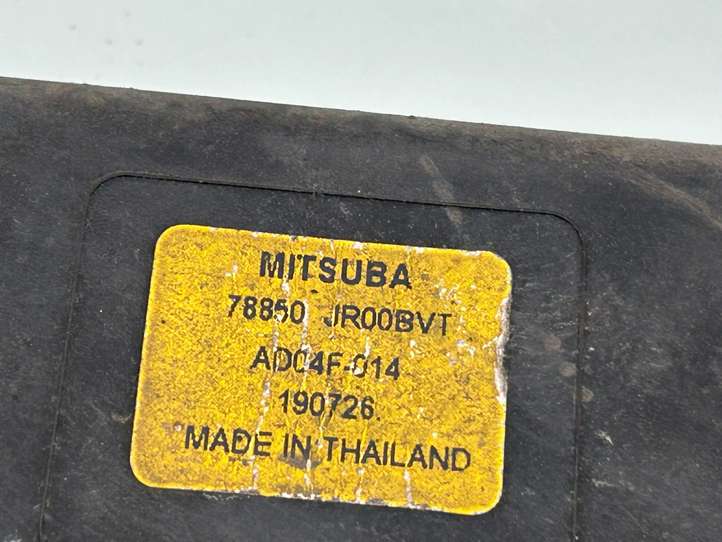 MITSUBA
78850 JR00BVT
AD04F-014
190726.
MADE IN THAILAND